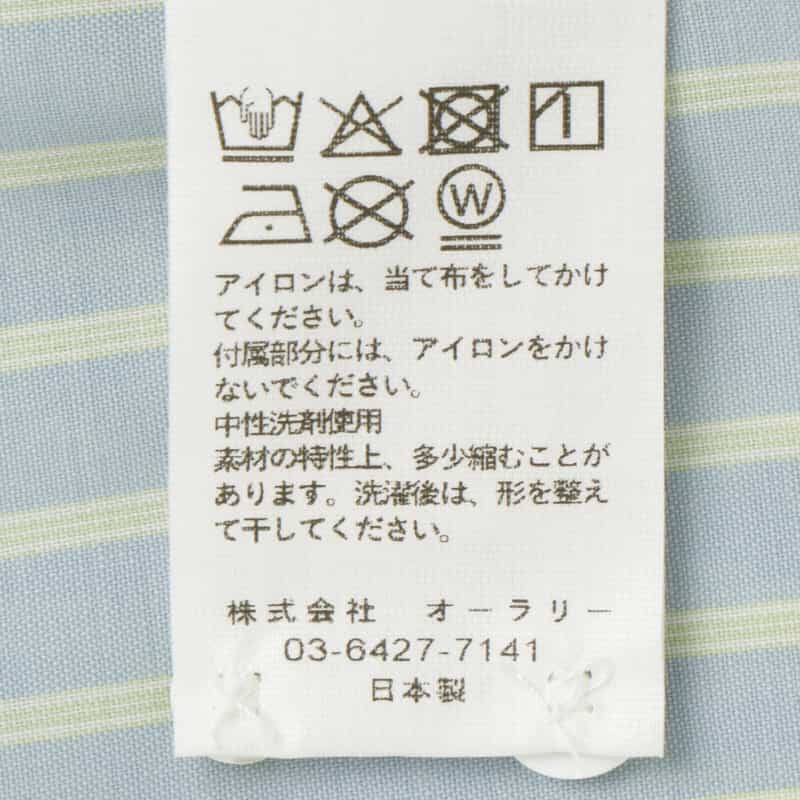 W
アイロンは、当て布をしてかけ
てください。
付属部分には、アイロンをかけ
ないでください。
中性洗剤使用
素材の特性上、多少縮むことが
あります。洗濯後は、形を整え
て干してください。
株式会社 オーラリー
03-6427-7141
日本製